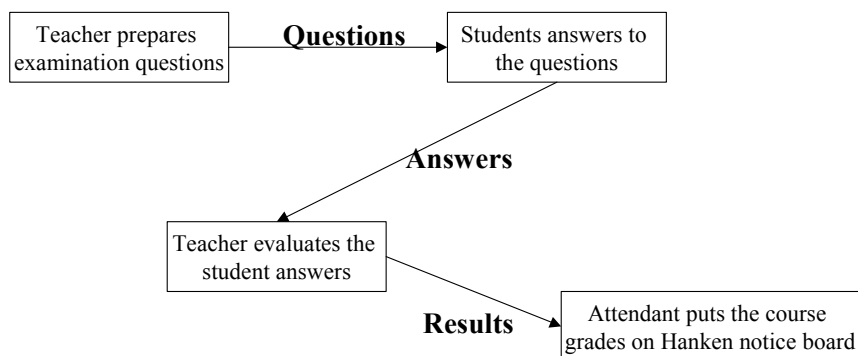 Teacher prepares
examination questions
Questions
Students answers to
the questions
Answers
Teacher evaluates the
student answers
Results
Attendant puts the course
grades on Hanken notice board